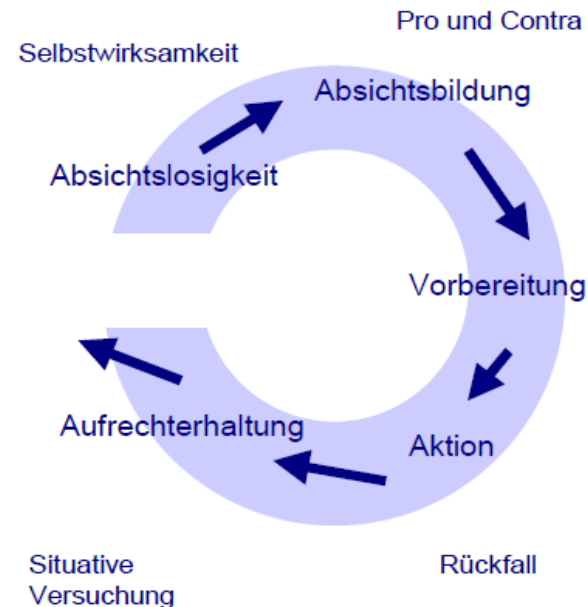 Pro und Contra
Selbstwirksamkeit
Absichtsbildung
Absichtslosigkeit
Vorbereitung
Aufrechterhaltung
Aktion
Situative
Versuchung
Rückfall